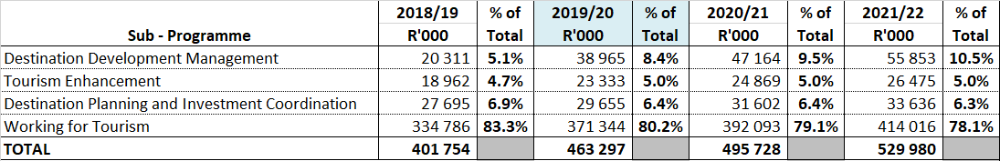 2018/19 % of 2019/20 % of 2020/21 % of 2021/22 % of
Sub - Programme R'000 Total R'000 Total R'000 Total R'000 Total
Destination Development Management 20 311 5.1% 38 965 8.4% 47 164 9.5% 55 853 10.5%
Tourism Enhancement 18 962 4.7% 23 333 5.0% 24 869 5.0% 26 475 5.0%
Destination Planning and Investment Coordination 27 695 6.9% 29 655 6.4% 31 602 6.4% 33 636 6.3%
Working for Tourism 334 786 83.3% 371 344 80.2% 392 093 79.1% 414 016 78.1%
TOTAL 401 754 463 297 495 728 529 980